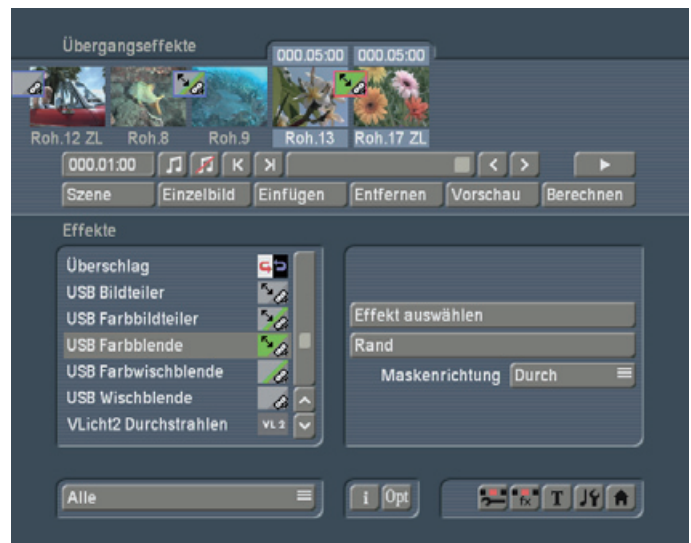 Übergangseffekte
000.05:00 000.05:00
Roh.12 ZL Roh.8 Roh.9 Roh.13 Roh.17 ZL
000.01:00
Szene Einzelbild Einfügen Entfernen Vorschau Berechnen
Effekte
Überschlag
USB Bildteiler
USB Farbbildteiler
USB Farbblende
USB Farbwischblende
USB Wischblende
VLicht2 Durchstrahlen VL 2
Effekt auswählen
Rand
Maskenrichtung Durch
Alle
i Opt
fx T